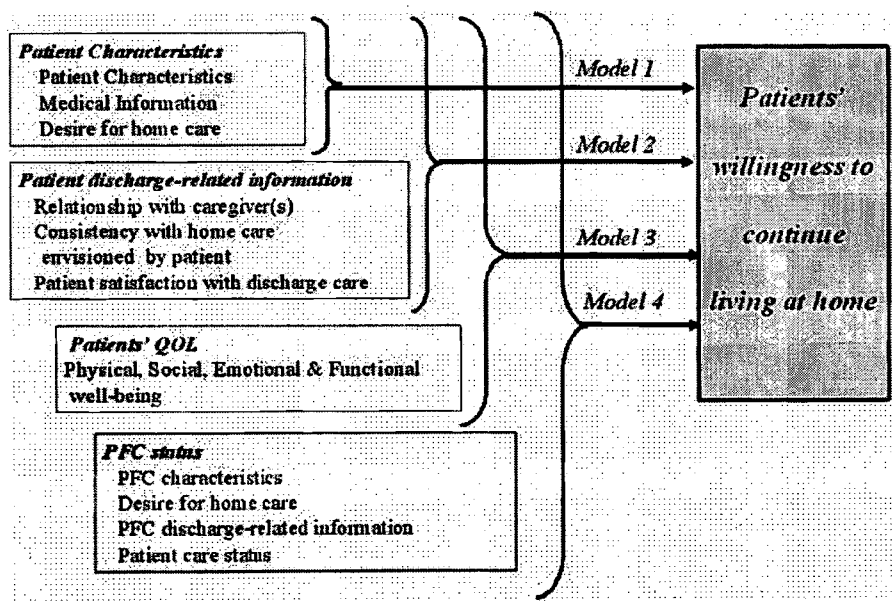 Patient Characteristics
Patient Characteristics
Medical Information
Desire for home care
Patient discharge-related information
Relationship with caregiver(s)
Consistency with home care
envisioned by patient
Patient satisfaction with discharge care
Patients' QOL
Physical, Social, Emotional & Functional
well-being
PFC status
PFC characteristics
Desire for home care
PFC discharge-related information
Patient care status
Model 1
Model 2
Model 3
Model 4
Patients'
willingness to
continue
living at home